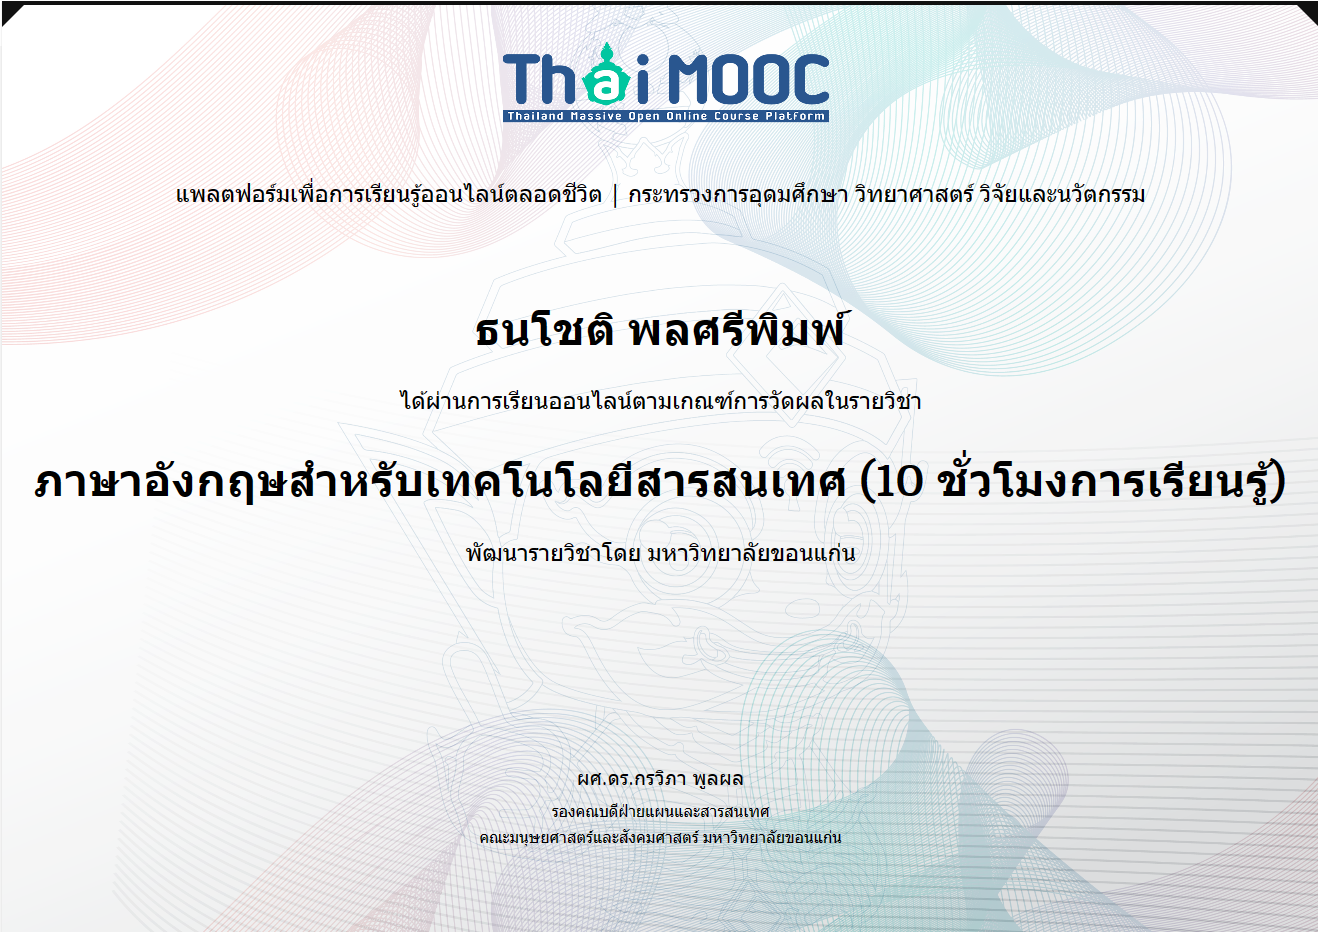 Thai MOOC
Thailand Massive Open Online Course Platform
แพลตฟอร์มเพื่อการเรียนรู้ออนไลน์ตลอดชีวิต | กระทรวงการอุดมศึกษา วิทยาศาสตร์ วิจัยและนวัตกรรม
ธนโชติ พลศรีพิมพ์
ได้ผ่านการเรียนออนไลน์ตามเกณฑ์การวัดผลในรายวิชา
ภาษาอังกฤษสำหรับเทคโนโลยีสารสนเทศ (10 ชั่วโมงการเรียนรู้)
พัฒนารายวิชาโดย มหาวิทยาลัยขอนแก่น
ผศ.ดร.กรวิภา พูลผล
รองคณบดีฝ่ายแผนและสารสนเทศ
คณะมนุษยศาสตร์และสังคมศาสตร์ มหาวิทยาลัยขอนแก่น